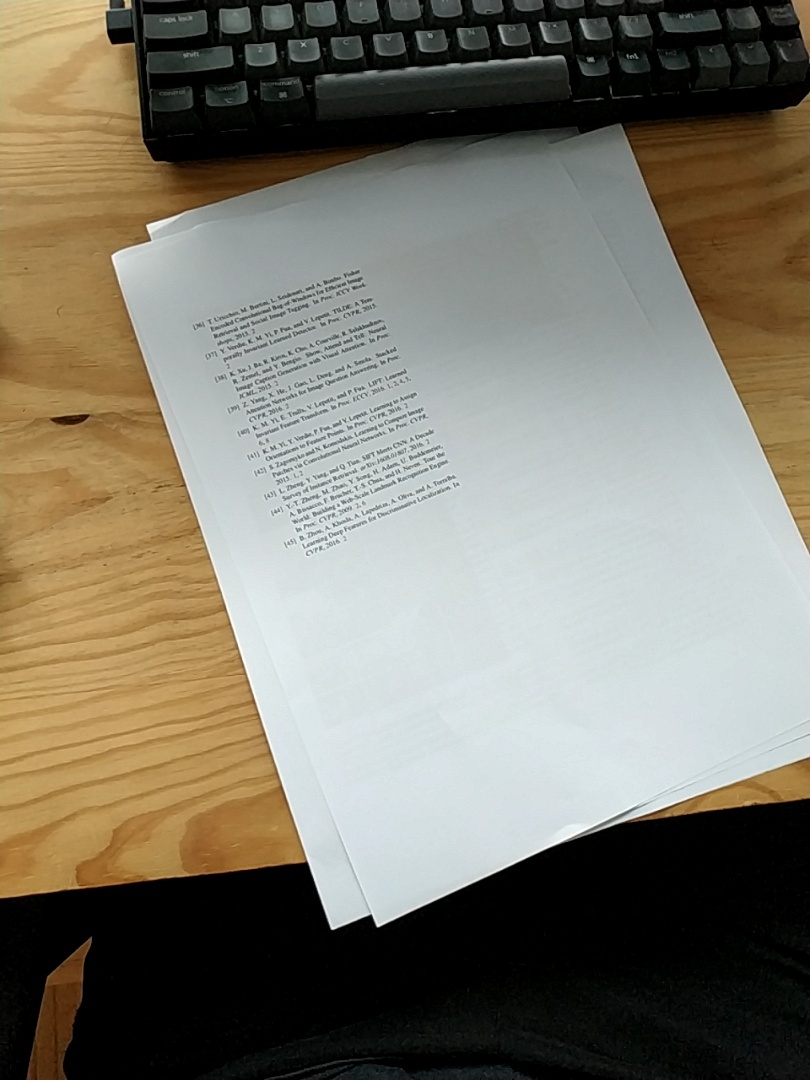 caps lock
shift
Z
X
C
V
B
N
M
shift
fn1
control
option
command
[36] T. Uricchio, M. Bertini, L. Seidenari, and A. Bimbo. Fisher
Encoded Convolutional Bag-of-Windows for Efficient Image
Retrieval and Social Image Tagging. In Proc. ICCV Work-
shops, 2015. 2
[37] Y. Verdie, K. M. Yi, P. Fua, and V. Lepetit. TILDE: A Tem-
porally Invariant Learned Detector. In Proc. CVPR, 2015.
2
[38] K. Xu, J. Ba, R. Kiros, K. Cho, A. Courville, R. Salakhudinov,
R. Zemel, and Y. Bengio. Show, Attend and Tell: Neural
Image Caption Generation with Visual Attention. In Proc.
ICML, 2015. 2
[39] Z. Yang, X. He, J. Gao, L. Deng, and A. Smola. Stacked
Attention Networks for Image Question Answering. In Proc.
CVPR, 2016. 2
[40] K. M. Yi, E. Trulls, V. Lepetit, and P. Fua. LIFT: Learned
Invariant Feature Transform. In Proc. ECCV, 2016. 1, 2, 4, 5,
6, 8
[41] K. M. Yi, Y. Verdie, P. Fua, and V. Lepetit. Learning to Assign
Orientations to Feature Points. In Proc. CVPR, 2016. 2
[42] S. Zagoruyko and N. Komodakis. Learning to Compare Image
Patches via Convolutional Neural Networks. In Proc. CVPR,
2015. 1, 2
[43] L. Zheng, Y. Yang, and Q. Tian. SIFT Meets CNN: A Decade
Survey of Instance Retrieval. arXiv:1608.01807, 2016. 2
[44] Y.-T. Zheng, M. Zhao, Y. Song, H. Adam, U. Buddemeier,
A. Bissacco, F. Brucher, T.-S. Chua, and H. Neven. Tour the
World: Building a Web-Scale Landmark Recognition Engine.
In Proc. CVPR, 2009. 2, 6
[45] B. Zhou, A. Khosla, A. Lapedriza, A. Oliva, and A. Torralba.
Learning Deep Features for Discriminative Localization. In
CVPR, 2016. 2